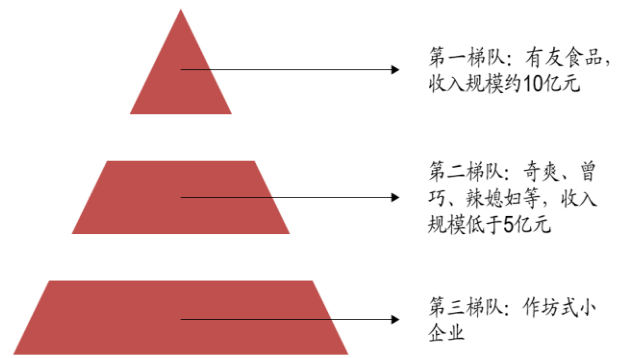 第一梯队：有友食品，
收入规模约10亿元
第二梯队：奇爽、曾
巧、辣媳妇等，收入
规模低于5亿元
第三梯队：作坊式小
企业